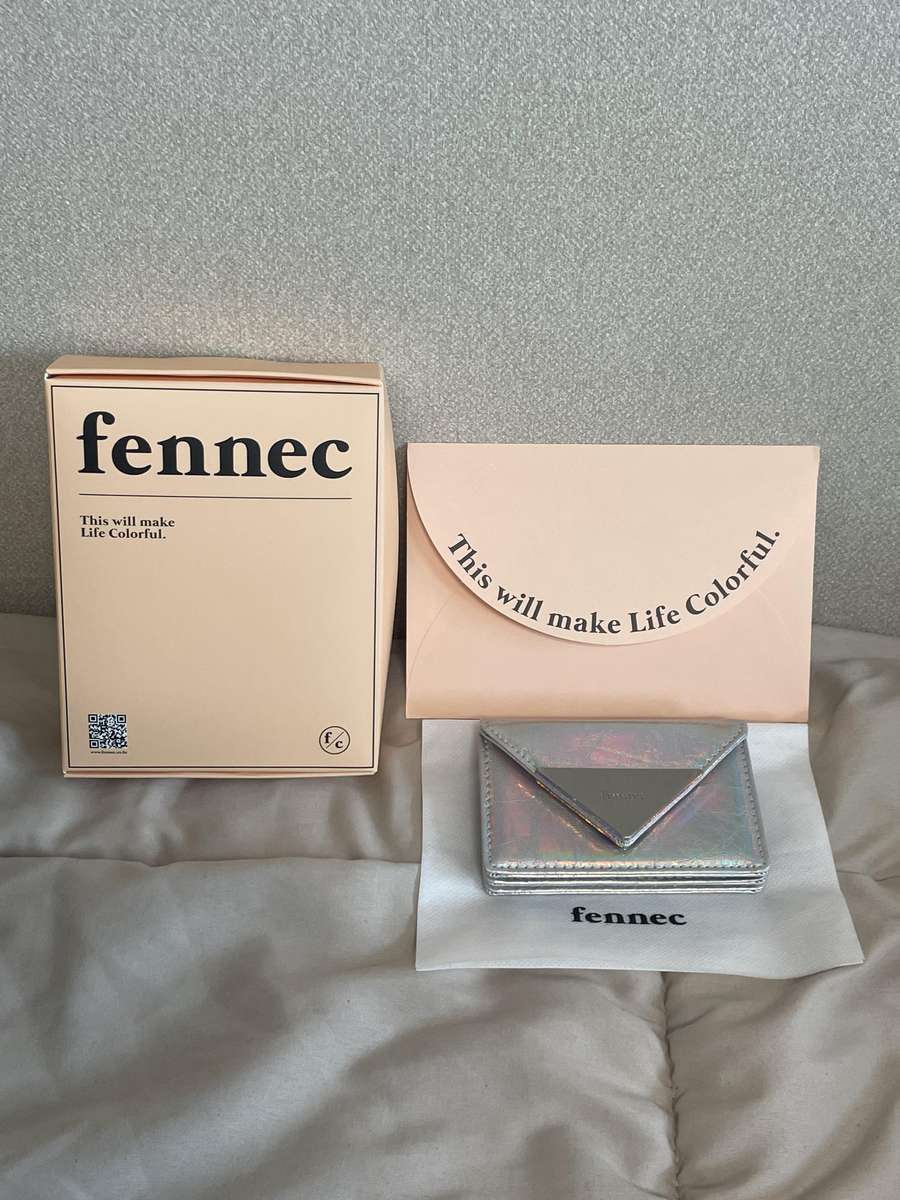 fennec
This will make
Life Colorful.
f/c
This will make Life Colorful.
fennec